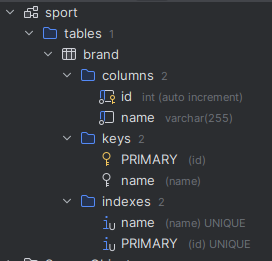 sport
tables 1
brand
columns 2
id int (auto increment)
name varchar(255)
keys 2
PRIMARY (id)
name (name)
indexes 2
name (name) UNIQUE
PRIMARY (id) UNIQUE